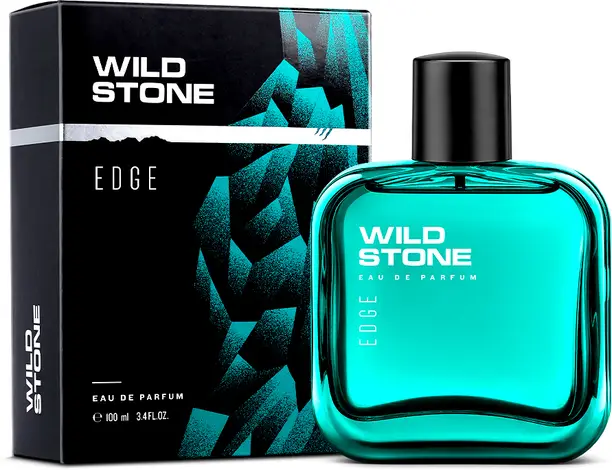 WILD
STONE
EDGE
WILD
STONE
EAU DE PARFUM
℮ 100 ml 3.4FL.OZ.
WILD
STONE
EAU DE PARFUM
EDGE